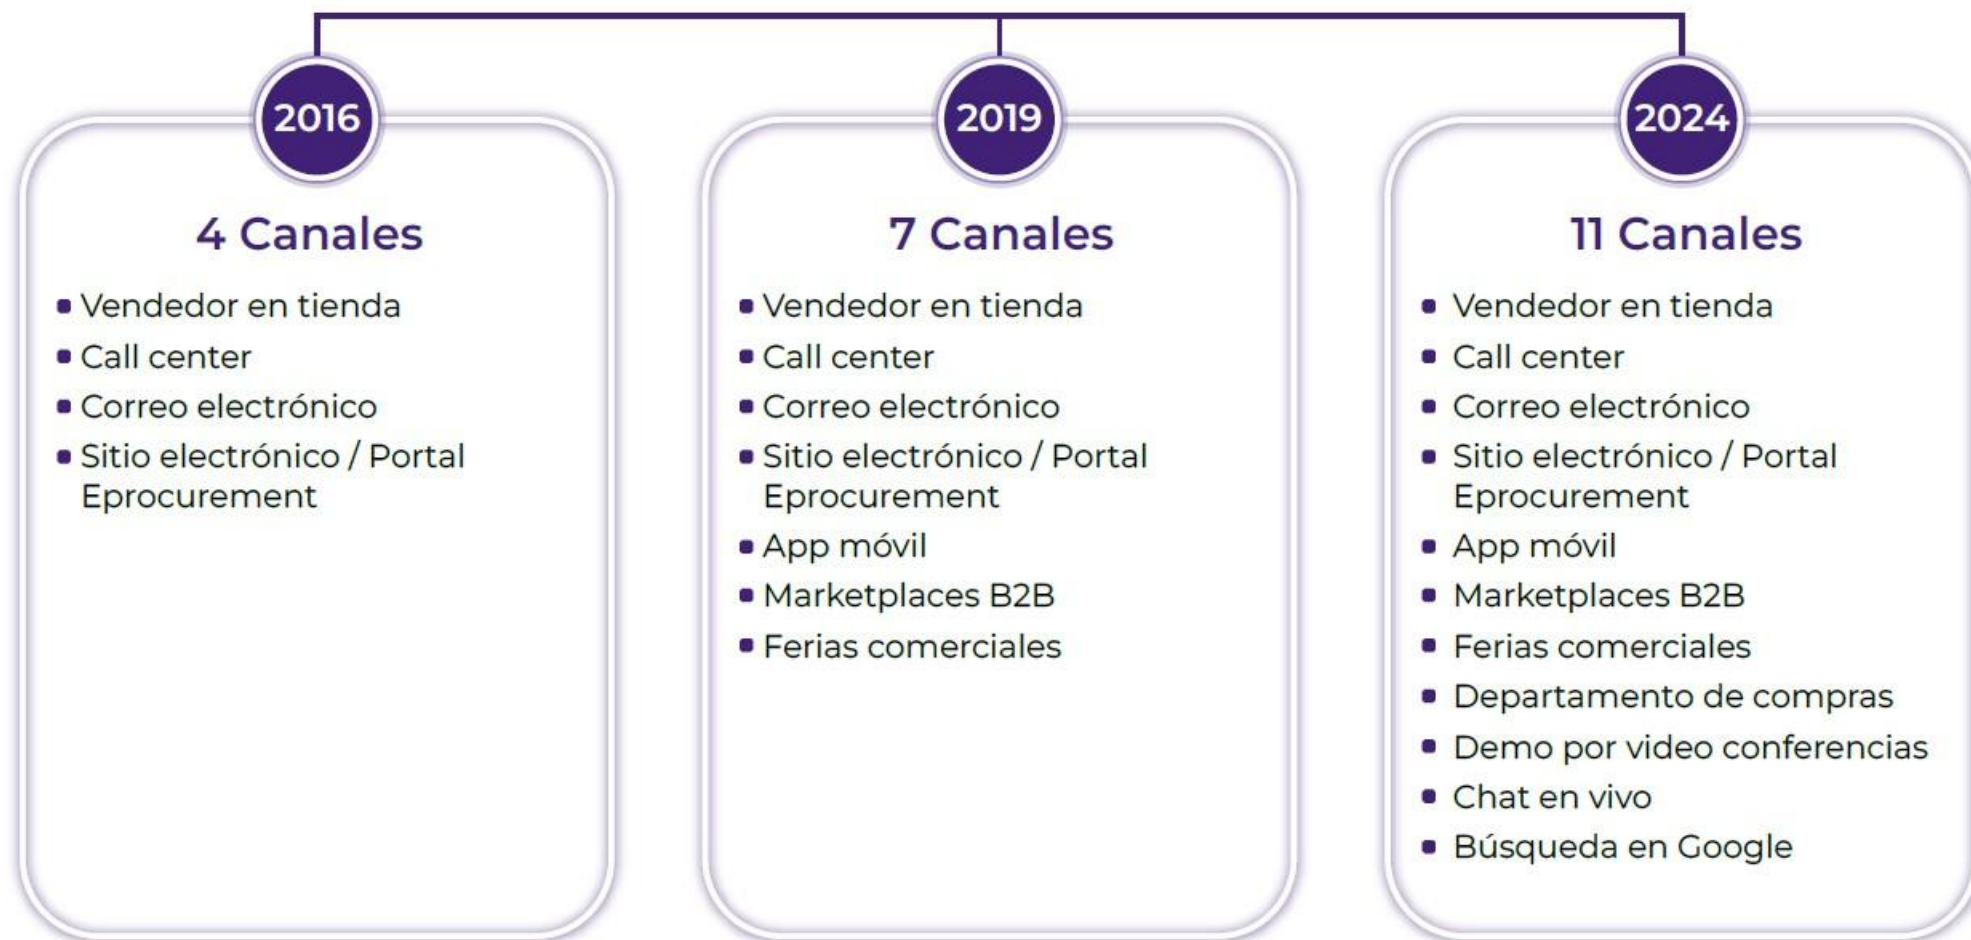 2016
4 Canales
Vendedor en tienda
Call center
Correo electrónico
Sitio electrónico / Portal
Eprocurement
2019
7 Canales
Vendedor en tienda
Call center
Correo electrónico
Sitio electrónico / Portal
Eprocurement
App móvil
Marketplaces B2B
Ferias comerciales
2024
11 Canales
Vendedor en tienda
Call center
Correo electrónico
Sitio electrónico / Portal
Eprocurement
App móvil
Marketplaces B2B
Ferias comerciales
Departamento de compras
Demo por video conferencias
Chat en vivo
Búsqueda en Google